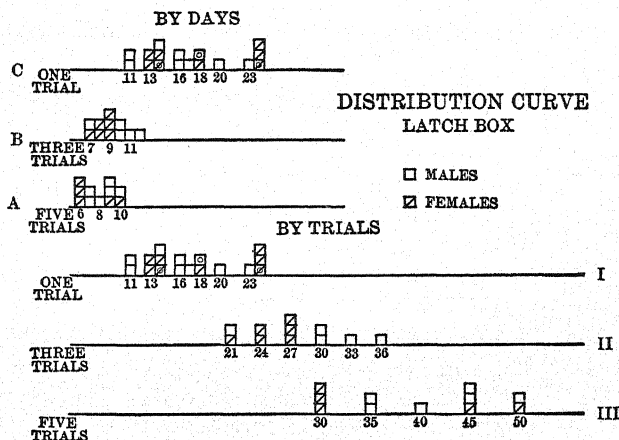 BY DAYS
C ONE TRIAL
11 13 16 18 20 23
DISTRIBUTION CURVE
LATCH BOX
B THREE TRIALS
7 9 11
□ MALES
A FIVE TRIALS
6 8 10
FEMALES
BY TRIALS
ONE TRIAL
11 13 16 18 20 23
I
THREE TRIALS
21 24 27 30 33 36
II
FIVE TRIALS
30 35 40 45 50
III